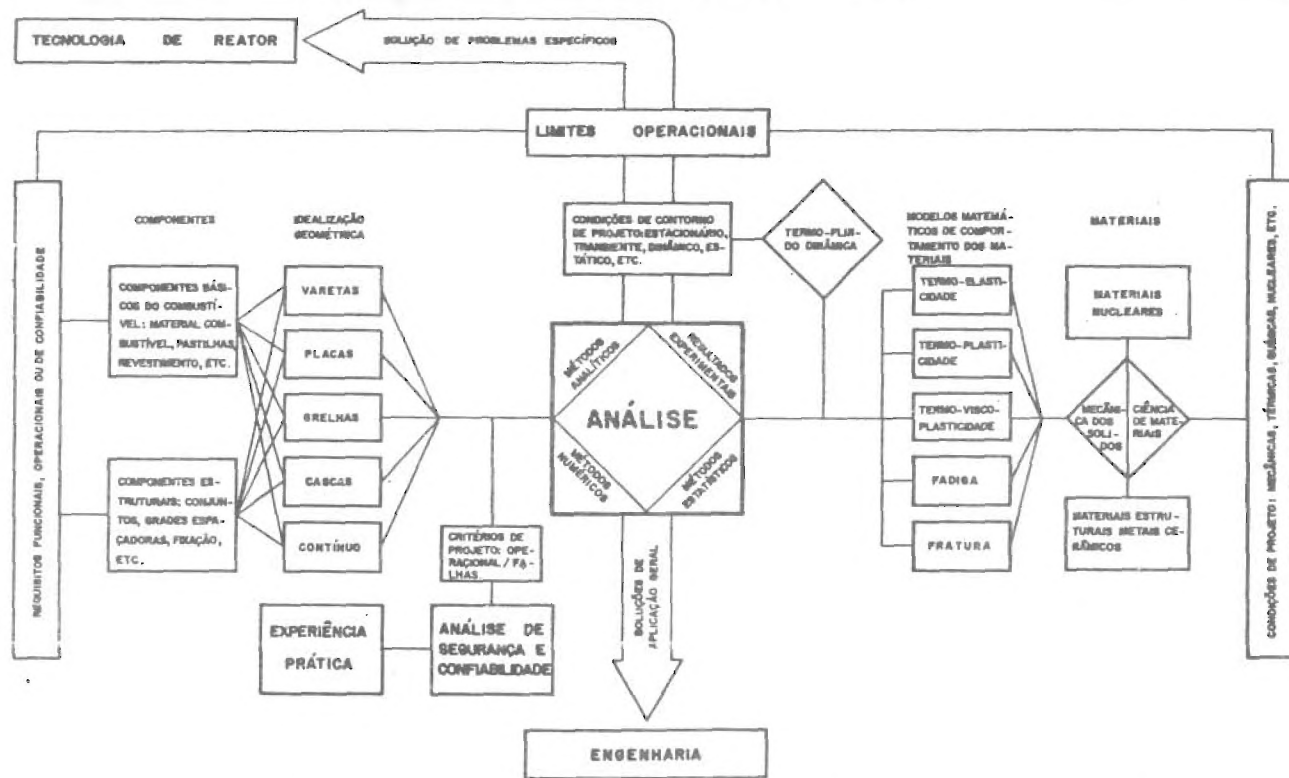 TECNOLOGIA DE REATOR
SOLUÇÃO DE PROBLEMAS ESPECÍFICOS
LIMITES OPERACIONAIS
REQUISITOS FUNCIONAIS, OPERACIONAIS OU DE CONFIABILIDADE
COMPONENTES
COMPONENTES BÁSI-
COS DO COMBUSTÍ-
VEL: MATERIAL COM-
BUSTÍVEL, PASTILHAS,
REVESTIMENTO, ETC.
COMPONENTES ES-
TRUTURAIS: CONJUN-
TOS, GRADES ESPA-
ÇADORAS, FIXAÇÃO,
ETC.
IDEALIZAÇÃO
GEOMÉTRICA
VARETAS
PLACAS
GRELHAS
CASCAS
CONTÍNUO
CONDIÇÕES DE CONTORNO
DE PROJETO: ESTACIONÁRIO,
TRANSIENTE, DINÂMICO, ES-
TÁTICO, ETC.
TERMO-FLUI-
DO DINÂMICA
MÉTODOS
ANALÍTICOS
RESULTADOS
EXPERIMENTAIS
ANÁLISE
MÉTODOS
NUMÉRICOS
MÉTODOS
ESTATÍSTICOS
CRITÉRIOS DE
PROJETO: OPE-
RACIONAL / FA-
LHAS.
EXPERIÊNCIA
PRÁTICA
ANÁLISE DE
SEGURANÇA E
CONFIABILIDADE
SOLUÇÕES DE
APLICAÇÃO GERAL
ENGENHARIA
MODELOS MATEMÁ-
TICOS DE COMPOR-
TAMENTO DOS MA-
TERIAIS
TERMO-ELASTI-
CIDADE
TERMO-PLASTI-
CIDADE
TERMO-VISCO-
PLASTICIDADE
FADIGA
FRATURA
MATERIAIS
MATERIAIS
NUCLEARES
MECÂNI-
CA DOS
SOLI-
DOS
CIÊNCIA
DE MATE-
RIAIS
MATERIAIS ESTRU-
TURAIS METAIS CE-
RÂMICOS
CONDIÇÕES DE PROJETO: MECÂNICAS, TÉRMICAS, QUÍMICAS, NUCLEARES, ETC.